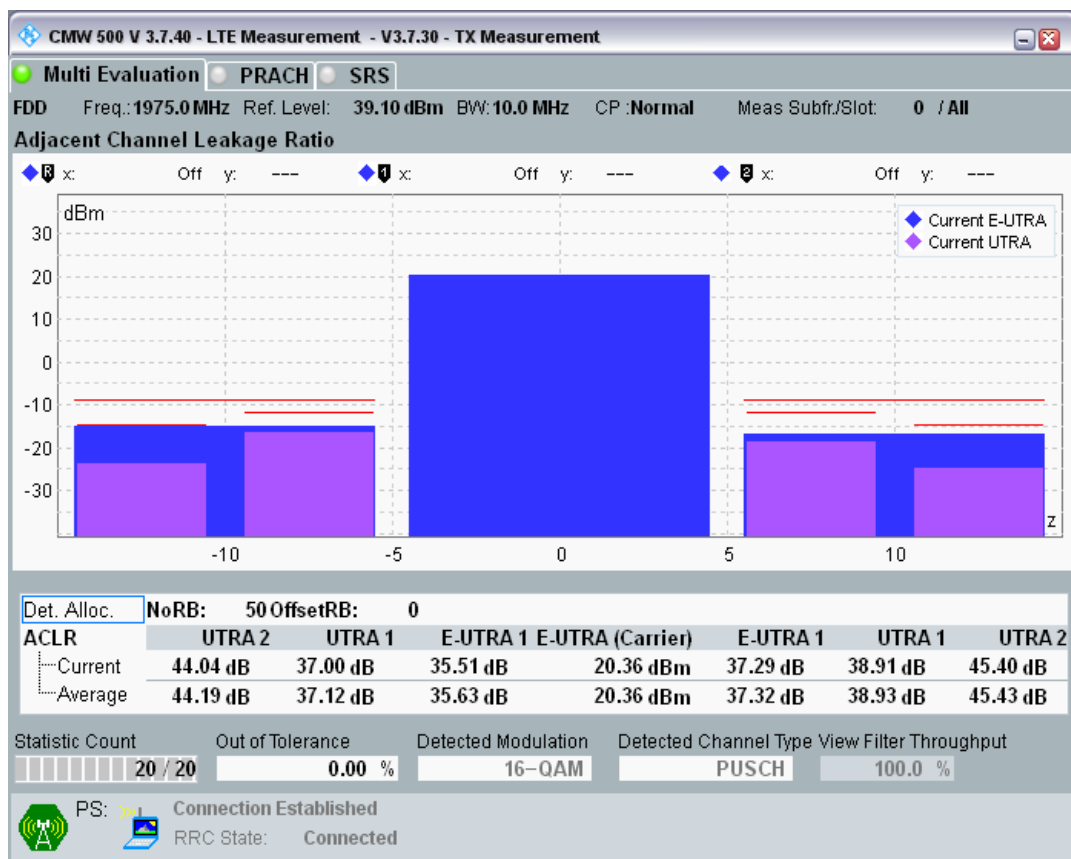 CMW 500 V 3.7.40 - LTE Measurement - V3.7.30 - TX Measurement
Multi Evaluation PRACH SRS
FDD Freq.: 1975.0 MHz Ref. Level: 39.10 dBm BW: 10.0 MHz CP : Normal Meas Subfr./Slot: 0 / All
Adjacent Channel Leakage Ratio
R x: Off y: --- 1 x: Off y: --- 2 x: Off y: ---
dBm
Current E-UTRA
Current UTRA
30
20
10
0
-10
-20
-30
z
-10 -5 0 5 10
Det. Alloc. NoRB: 50 OffsetRB: 0
ACLR UTRA 2 UTRA 1 E-UTRA 1 E-UTRA (Carrier) E-UTRA 1 UTRA 1 UTRA 2
Current 44.04 dB 37.00 dB 35.51 dB 20.36 dBm 37.29 dB 38.91 dB 45.40 dB
Average 44.19 dB 37.12 dB 35.63 dB 20.36 dBm 37.32 dB 38.93 dB 45.43 dB
Statistic Count Out of Tolerance Detected Modulation Detected Channel Type View Filter Throughput
20 / 20 0.00 % 16-QAM PUSCH 100.0 %
PS: Connection Established
RRC State: Connected